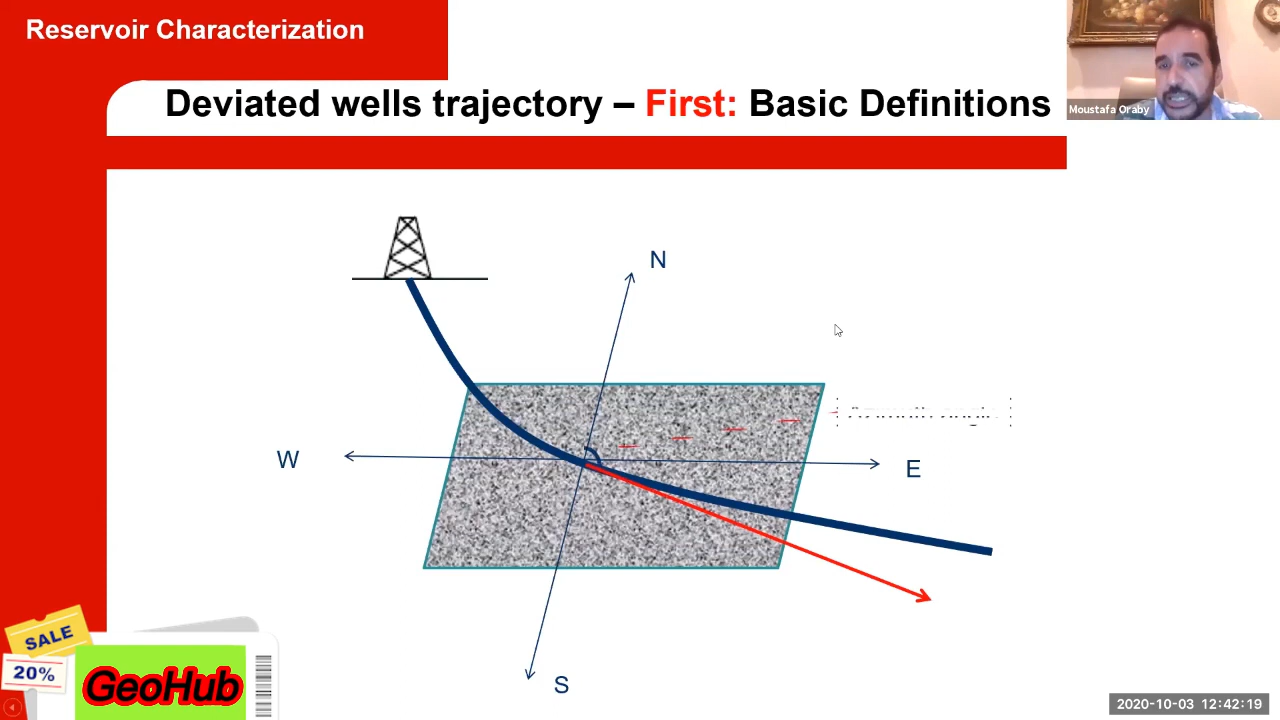 Reservoir Characterization
Deviated wells trajectory – First: Basic Definitions
Moustafa Oraby
N
W
E
S
SALE
20%
GeoHub
2020-10-03 12:42:19